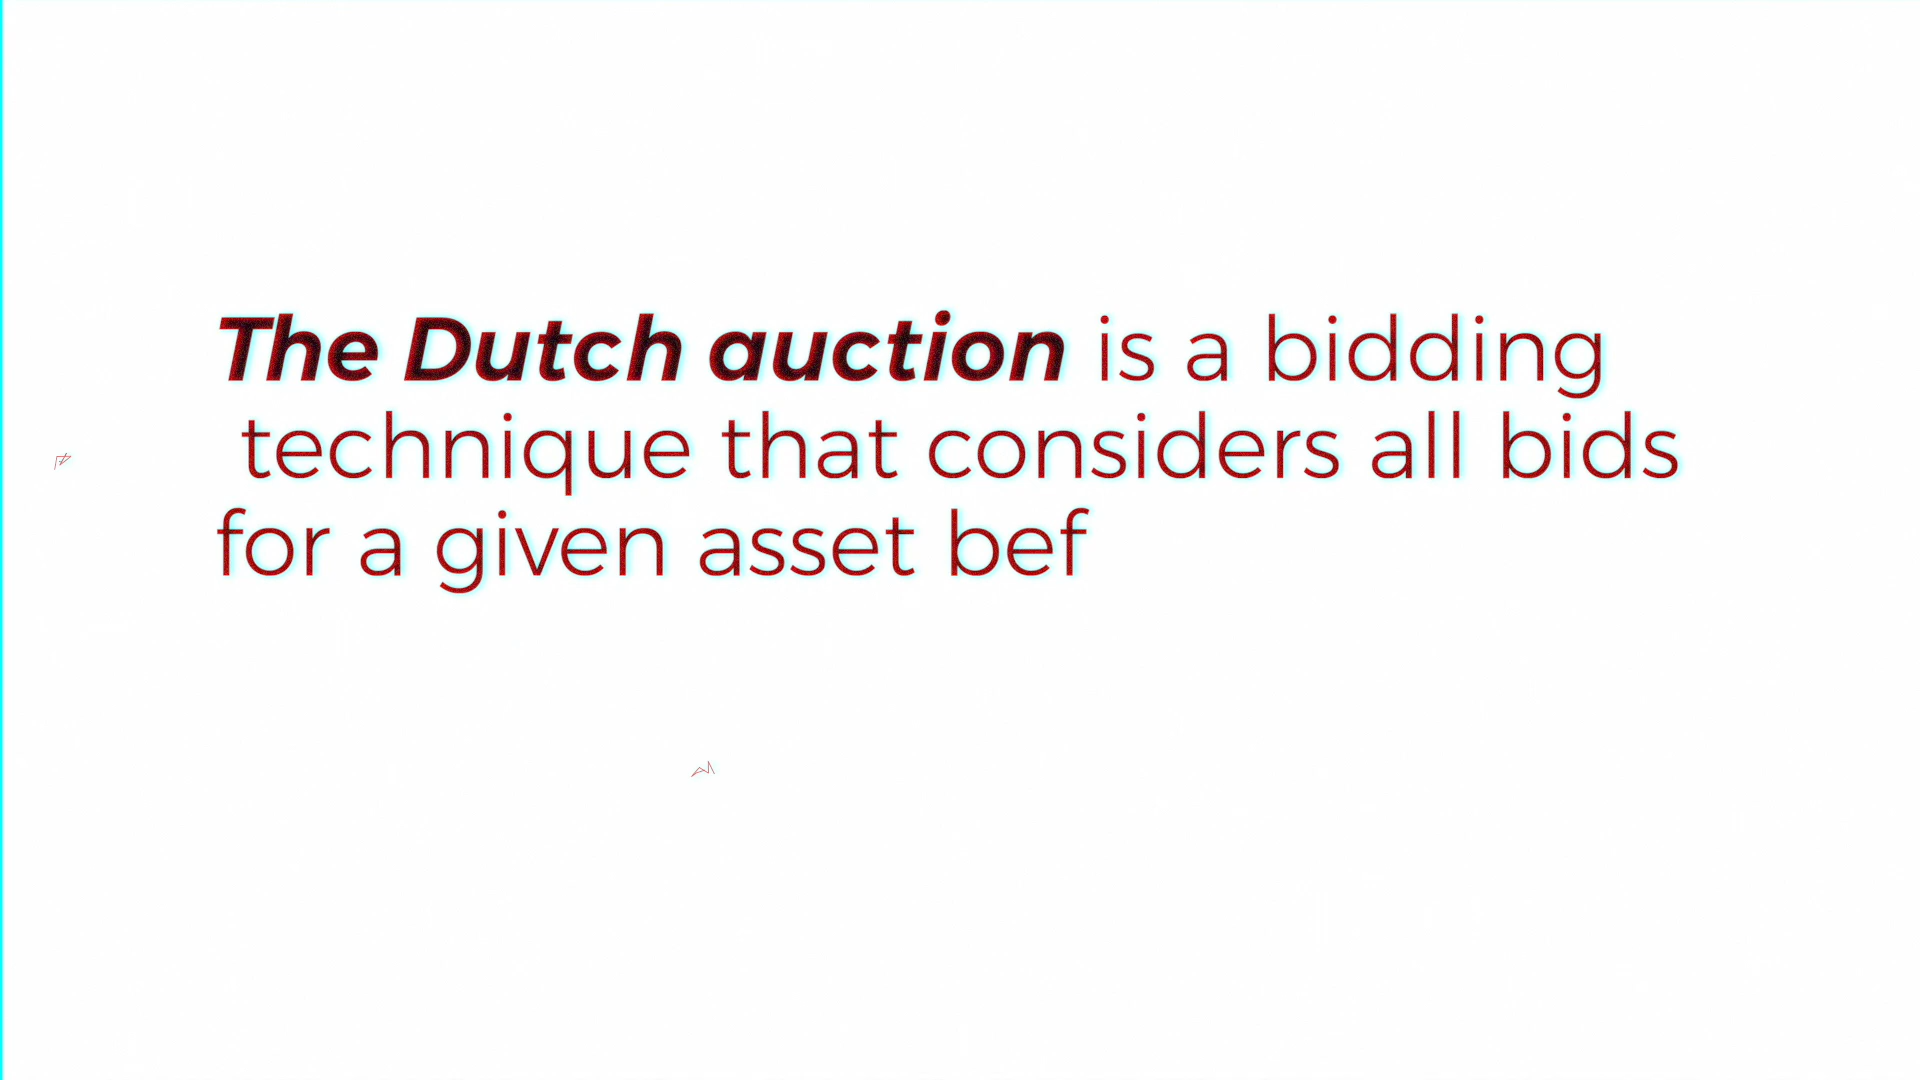 The Dutch auction is a bidding
technique that considers all bids
for a given asset bef